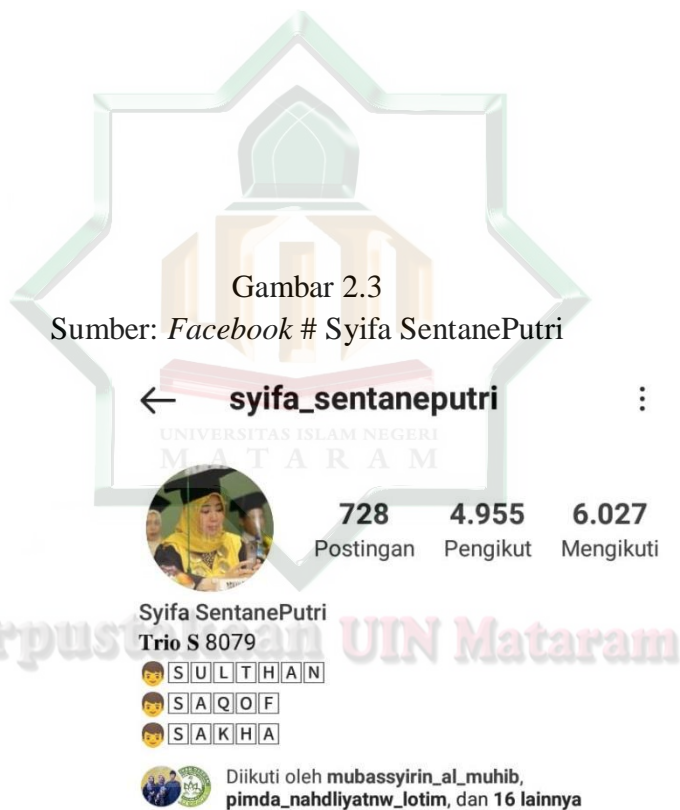 Gambar 2.3
Sumber: Facebook # Syifa SentanePutri
← syifa_sentaneputri
UNIVERSITAS ISLAM NEGERI
MATARAM
728 4.955 6.027
Postingan Pengikut Mengikuti
Syifa SentanePutri
Trio S 8079
Perpustakaan UIN Mataram
👦 SULTHAN
👦 SAQOF
👦 SAKHA
Diikuti oleh mubassyirin_al_muhib,
pimda_nahdliyatnw_lotim, dan 16 lainnya